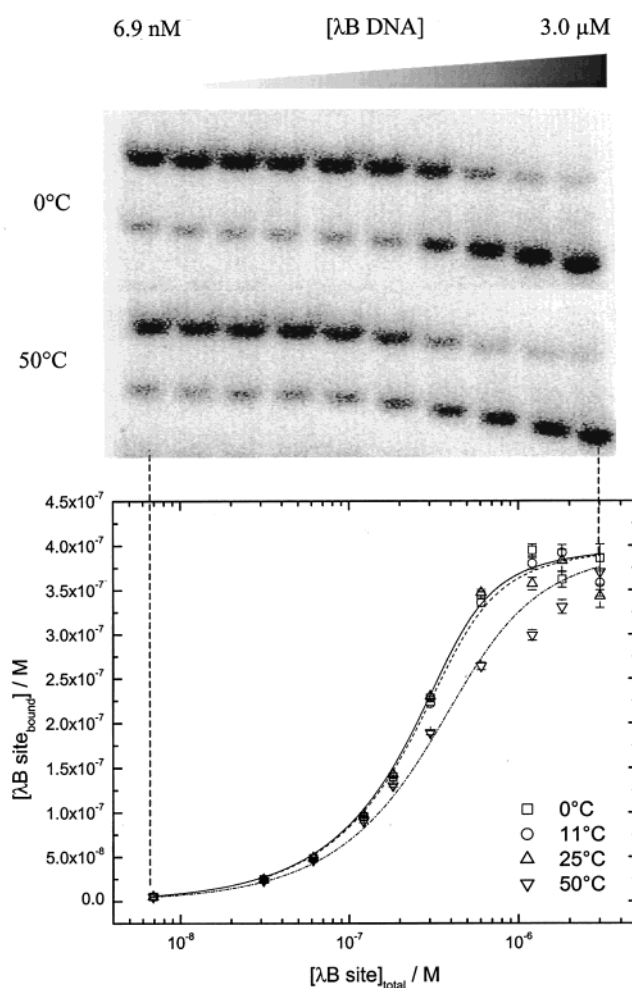 6.9 nM [λB DNA] 3.0 μM
0°C
50°C
4.5x10⁻⁷
4.0x10⁻⁷
3.5x10⁻⁷
3.0x10⁻⁷
2.5x10⁻⁷
2.0x10⁻⁷
1.5x10⁻⁷
1.0x10⁻⁷
5.0x10⁻⁸
0.0
[λB site_bound] / M
0°C
11°C
25°C
50°C
10⁻⁸ 10⁻⁷ 10⁻⁶
[λB site]_total / M